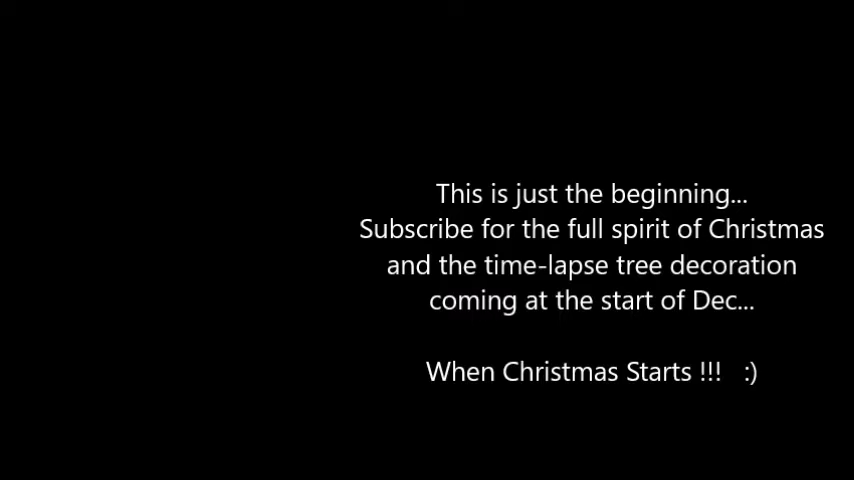 This is just the beginning...
Subscribe for the full spirit of Christmas
and the time-lapse tree decoration
coming at the start of Dec...
When Christmas Starts !!!   :)